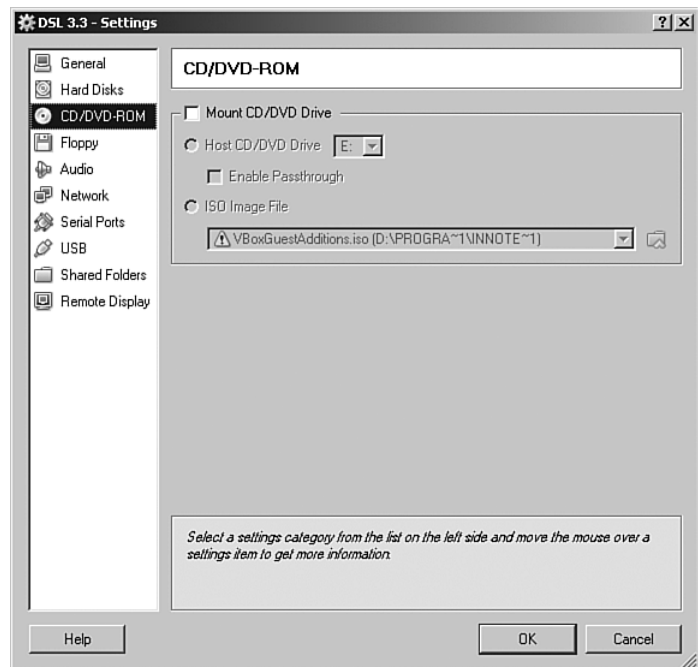 DSL 3.3 - Settings
General
Hard Disks
CD/DVD-ROM
Floppy
Audio
Network
Serial Ports
USB
Shared Folders
Remote Display
CD/DVD-ROM
Mount CD/DVD Drive
Host CD/DVD Drive E:
Enable Passthrough
ISO Image File
VBoxGuestAdditions.iso (D:\PROGRA~1\INNOTE~1)
Select a settings category from the list on the left side and move the mouse over a
settings item to get more information.
Help OK Cancel